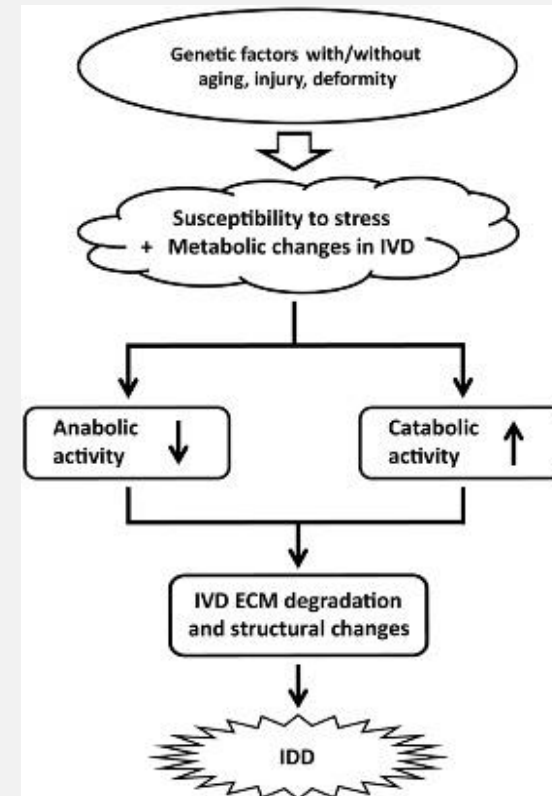 Genetic factors with/without
aging, injury, deformity
Susceptibility to stress
+ Metabolic changes in IVD
Anabolic
activity
Catabolic
activity
IVD ECM degradation
and structural changes
IDD